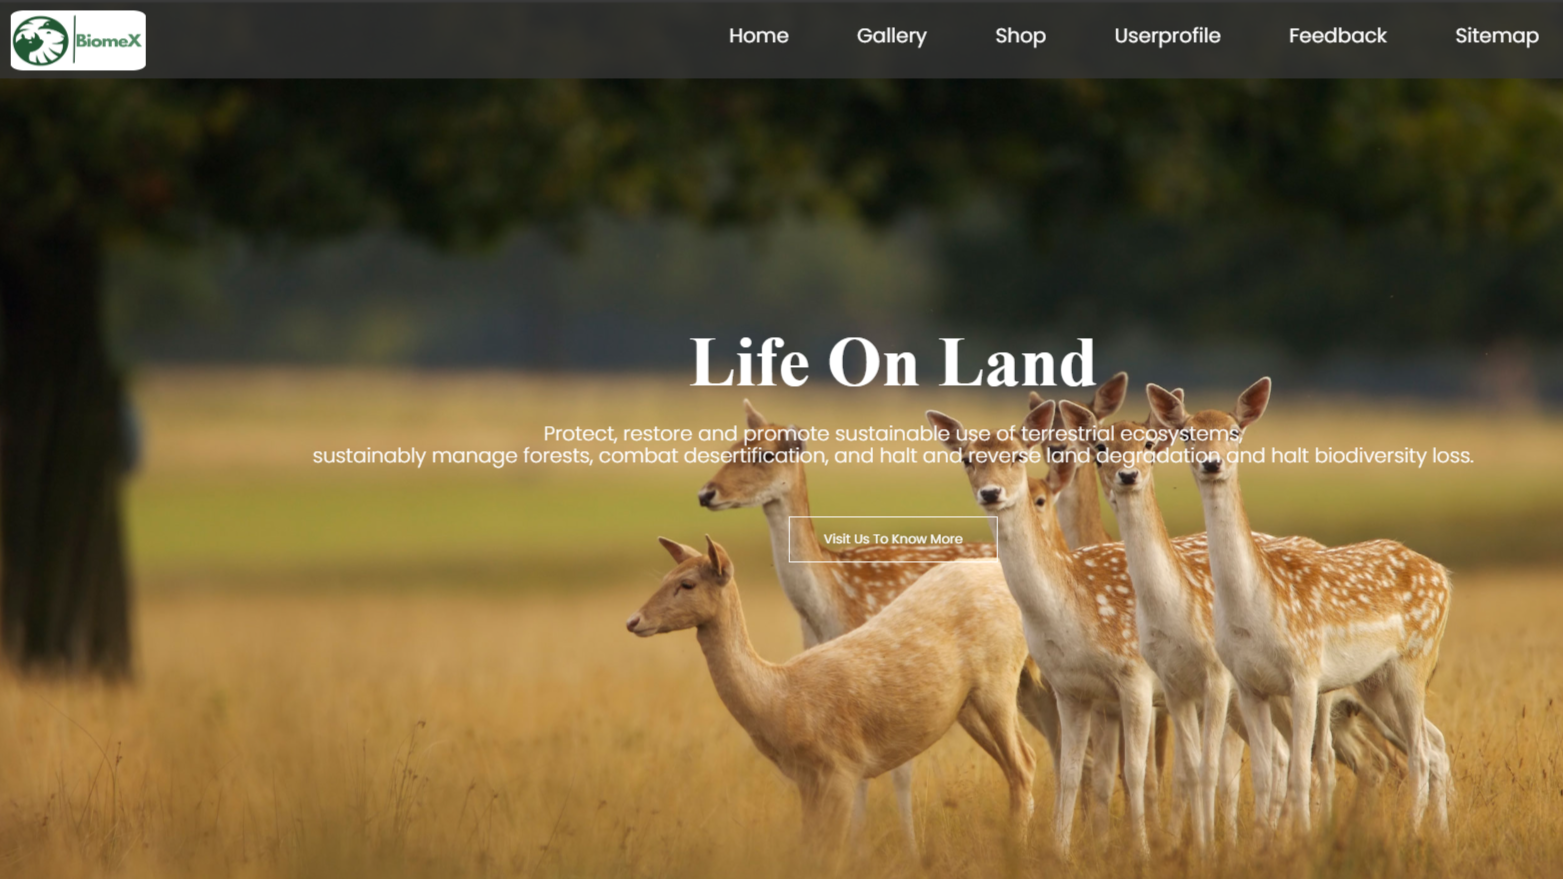 BiomeX
Home
Gallery
Shop
Userprofile
Feedback
Sitemap
Life On Land
Protect, restore and promote sustainable use of terrestrial ecosystems,
sustainably manage forests, combat desertification, and halt and reverse land degradation and halt biodiversity loss.
Visit Us To Know More